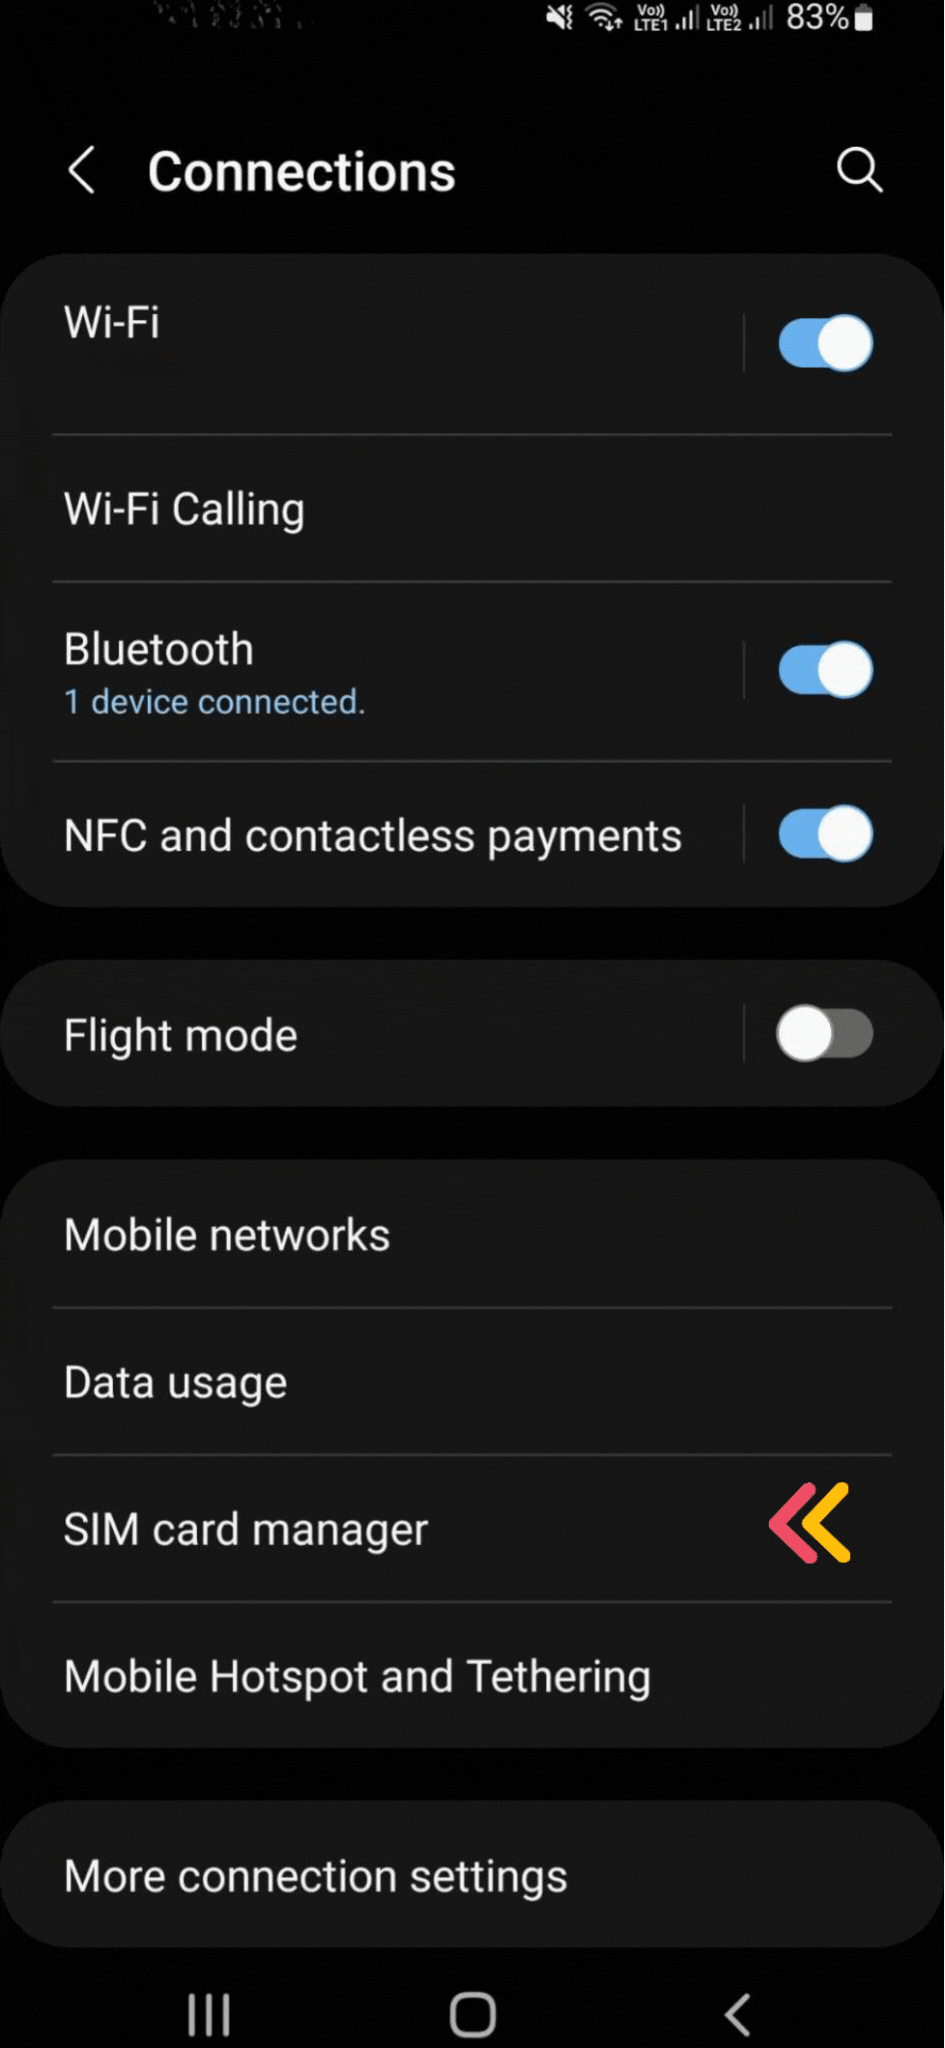 Vo)) LTE1 Vo)) LTE2 83%
Connections
Wi-Fi
Wi-Fi Calling
Bluetooth
1 device connected.
NFC and contactless payments
Flight mode
Mobile networks
Data usage
SIM card manager
Mobile Hotspot and Tethering
More connection settings